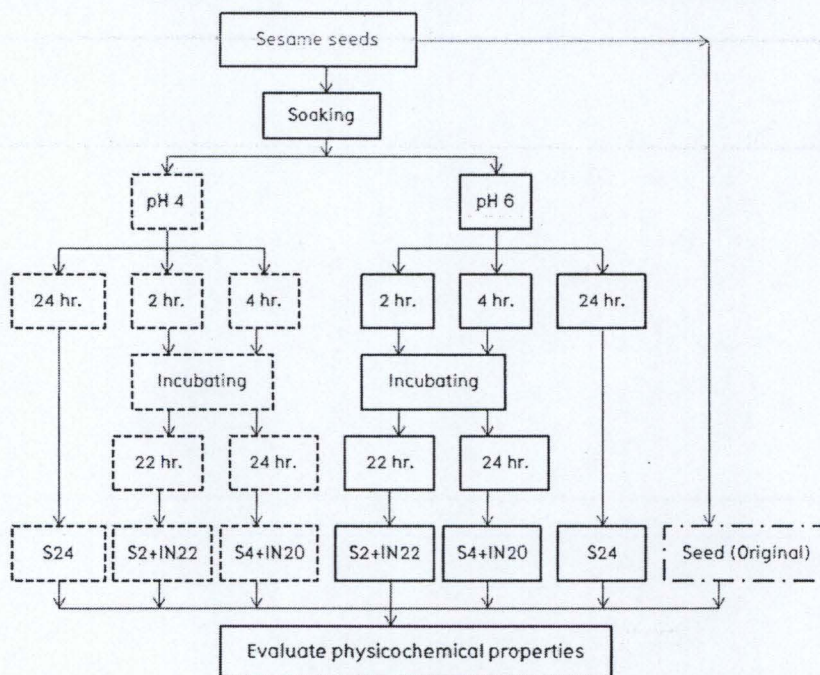 Sesame seeds
Soaking
pH 4
pH 6
24 hr.
2 hr.
4 hr.
2 hr.
4 hr.
24 hr.
Incubating
Incubating
22 hr.
24 hr.
22 hr.
24 hr.
S24
S2+IN22
S4+IN20
S2+IN22
S4+IN20
S24
Seed (Original)
Evaluate physicochemical properties